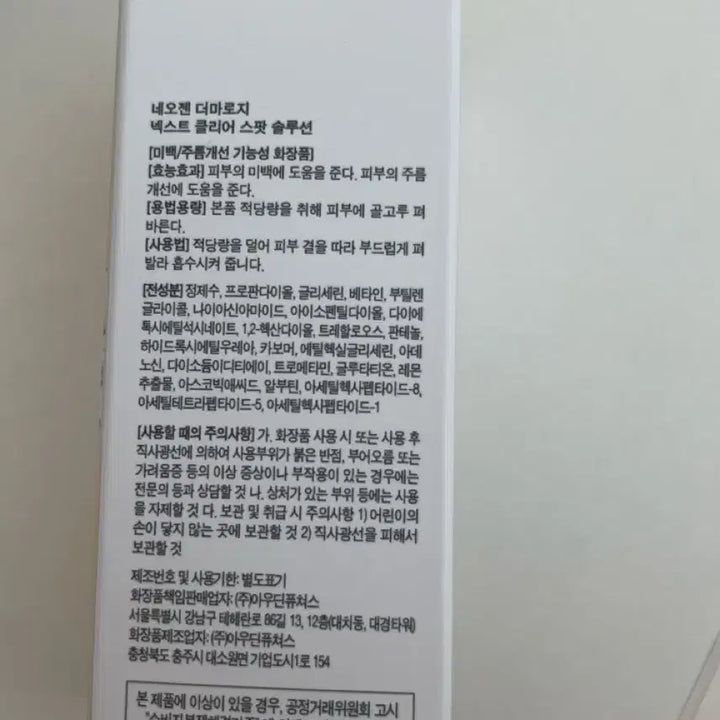 네오젠 더마로지
넥스트 클리어 스팟 솔루션
[미백/주름개선 기능성 화장품]
[효능효과] 피부의 미백에 도움을 준다. 피부의 주름
개선에 도움을 준다.
[용법용량] 본품 적당량을 취해 피부에 골고루 펴
바른다.
[사용법] 적당량을 덜어 피부 결을 따라 부드럽게 펴
발라 흡수시켜 줍니다.
[전성분] 정제수, 프로판다이올, 글리세린, 베타인, 부틸렌
글라이콜, 나이아신아마이드, 아이소펜틸다이올, 다이에
톡시에틸석시네이트, 1,2-헥산다이올, 트레할로오스, 판테놀,
하이드록시에틸우레아, 카보머, 에틸헥실글리세린, 아데
노신, 다이소듐이디티에이, 트로메타민, 글루타티온, 레몬
추출물, 아스코빅애씨드, 알부틴, 아세틸헥사펩타이드-8,
아세틸테트라펩타이드-5, 아세틸헥사펩타이드-1
[사용할 때의 주의사항] 가. 화장품 사용 시 또는 사용 후
직사광선에 의하여 사용부위가 붉은 반점, 부어오름 또는
가려움증 등의 이상 증상이나 부작용이 있는 경우에는
전문의 등과 상담할 것 나. 상처가 있는 부위 등에는 사용
을 자제할 것 다. 보관 및 취급 시 주의사항 1) 어린이의
손이 닿지 않는 곳에 보관할 것 2) 직사광선을 피해서
보관할 것
제조번호 및 사용기한: 별도표기
화장품책임판매업자: (주)아우딘퓨쳐스
서울특별시 강남구 테헤란로 86길 13, 12층(대치동, 대경타워)
화장품제조업자: (주)아우딘퓨쳐스
충청북도 충주시 대소원면 기업도시1로 154
본 제품에 이상이 있을 경우, 공정거래위원회 고시